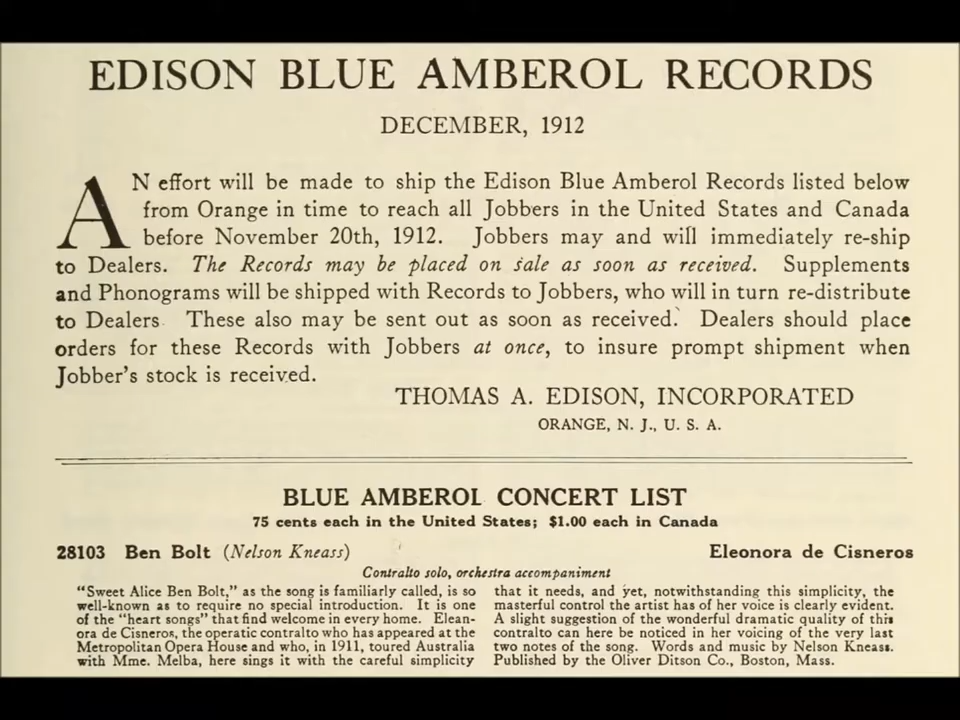 EDISON BLUE AMBEROL RECORDS
DECEMBER, 1912
AN effort will be made to ship the Edison Blue Amberol Records listed below
from Orange in time to reach all Jobbers in the United States and Canada
before November 20th, 1912. Jobbers may and will immediately re-ship
to Dealers. The Records may be placed on sale as soon as received. Supplements
and Phonograms will be shipped with Records to Jobbers, who will in turn re-distribute
to Dealers These also may be sent out as soon as received. Dealers should place
orders for these Records with Jobbers at once, to insure prompt shipment when
Jobber's stock is received.
THOMAS A. EDISON, INCORPORATED
ORANGE, N. J., U. S. A.
BLUE AMBEROL CONCERT LIST
75 cents each in the United States; $1.00 each in Canada
28103 Ben Bolt (Nelson Kneass) Eleonora de Cisneros
Contralto solo, orchestra accompaniment
"Sweet Alice Ben Bolt," as the song is familiarly called, is so
well-known as to require no special introduction. It is one
of the "heart songs" that find welcome in every home. Elean-
ora de Cisneros, the operatic contralto who has appeared at the
Metropolitan Opera House and who, in 1911, toured Australia
with Mme. Melba, here sings it with the careful simplicity
that it needs, and yet, notwithstanding this simplicity, the
masterful control the artist has of her voice is clearly evident.
A slight suggestion of the wonderful dramatic quality of this
contralto can here be noticed in her voicing of the very last
two notes of the song. Words and music by Nelson Kneass.
Published by the Oliver Ditson Co., Boston, Mass.